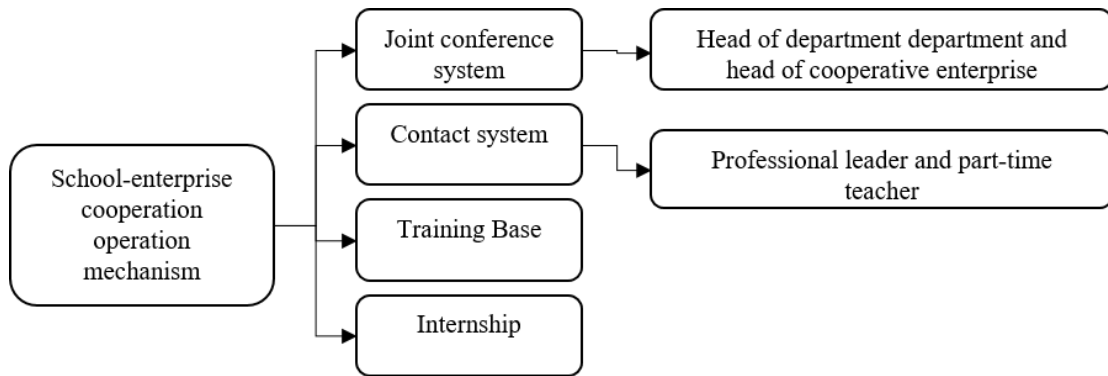 School-enterprise
cooperation
operation
mechanism
Joint conference
system
Head of department department and
head of cooperative enterprise
Contact system
Professional leader and part-time
teacher
Training Base
Internship